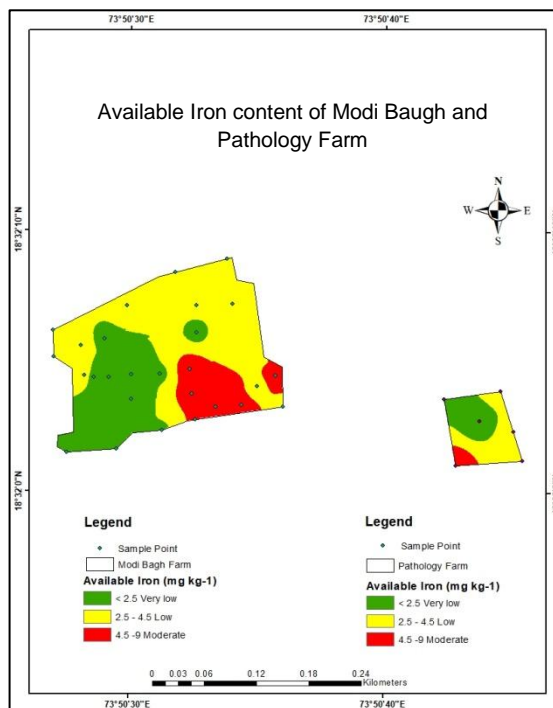 73°50'30"E
73°50'40"E
Available Iron content of Modi Baugh and
Pathology Farm
N
W E
S
18°32'10"N
18°32'0"N
Legend
Sample Point
Modi Bagh Farm
Available Iron (mg kg-1)
< 2.5 Very low
2.5 - 4.5 Low
4.5 -9 Moderate
Legend
Sample Point
Pathology Farm
Available Iron (mg kg-1)
< 2.5 Very low
2.5 - 4.5 Low
4.5 -9 Moderate
0 0.03 0.06 0.12 0.18 0.24
Kilometers
73°50'30"E
73°50'40"E